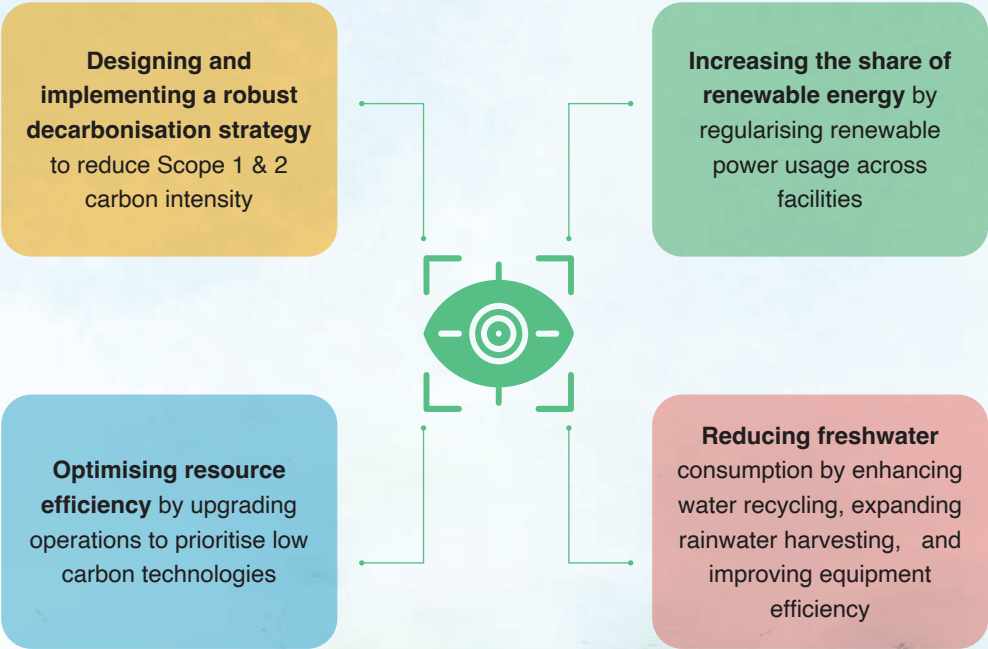 Designing and
implementing a robust
decarbonisation strategy
to reduce Scope 1 & 2
carbon intensity
Increasing the share of
renewable energy by
regularising renewable
power usage across
facilities
Optimising resource
efficiency by upgrading
operations to prioritise low
carbon technologies
Reducing freshwater
consumption by enhancing
water recycling, expanding
rainwater harvesting, and
improving equipment
efficiency